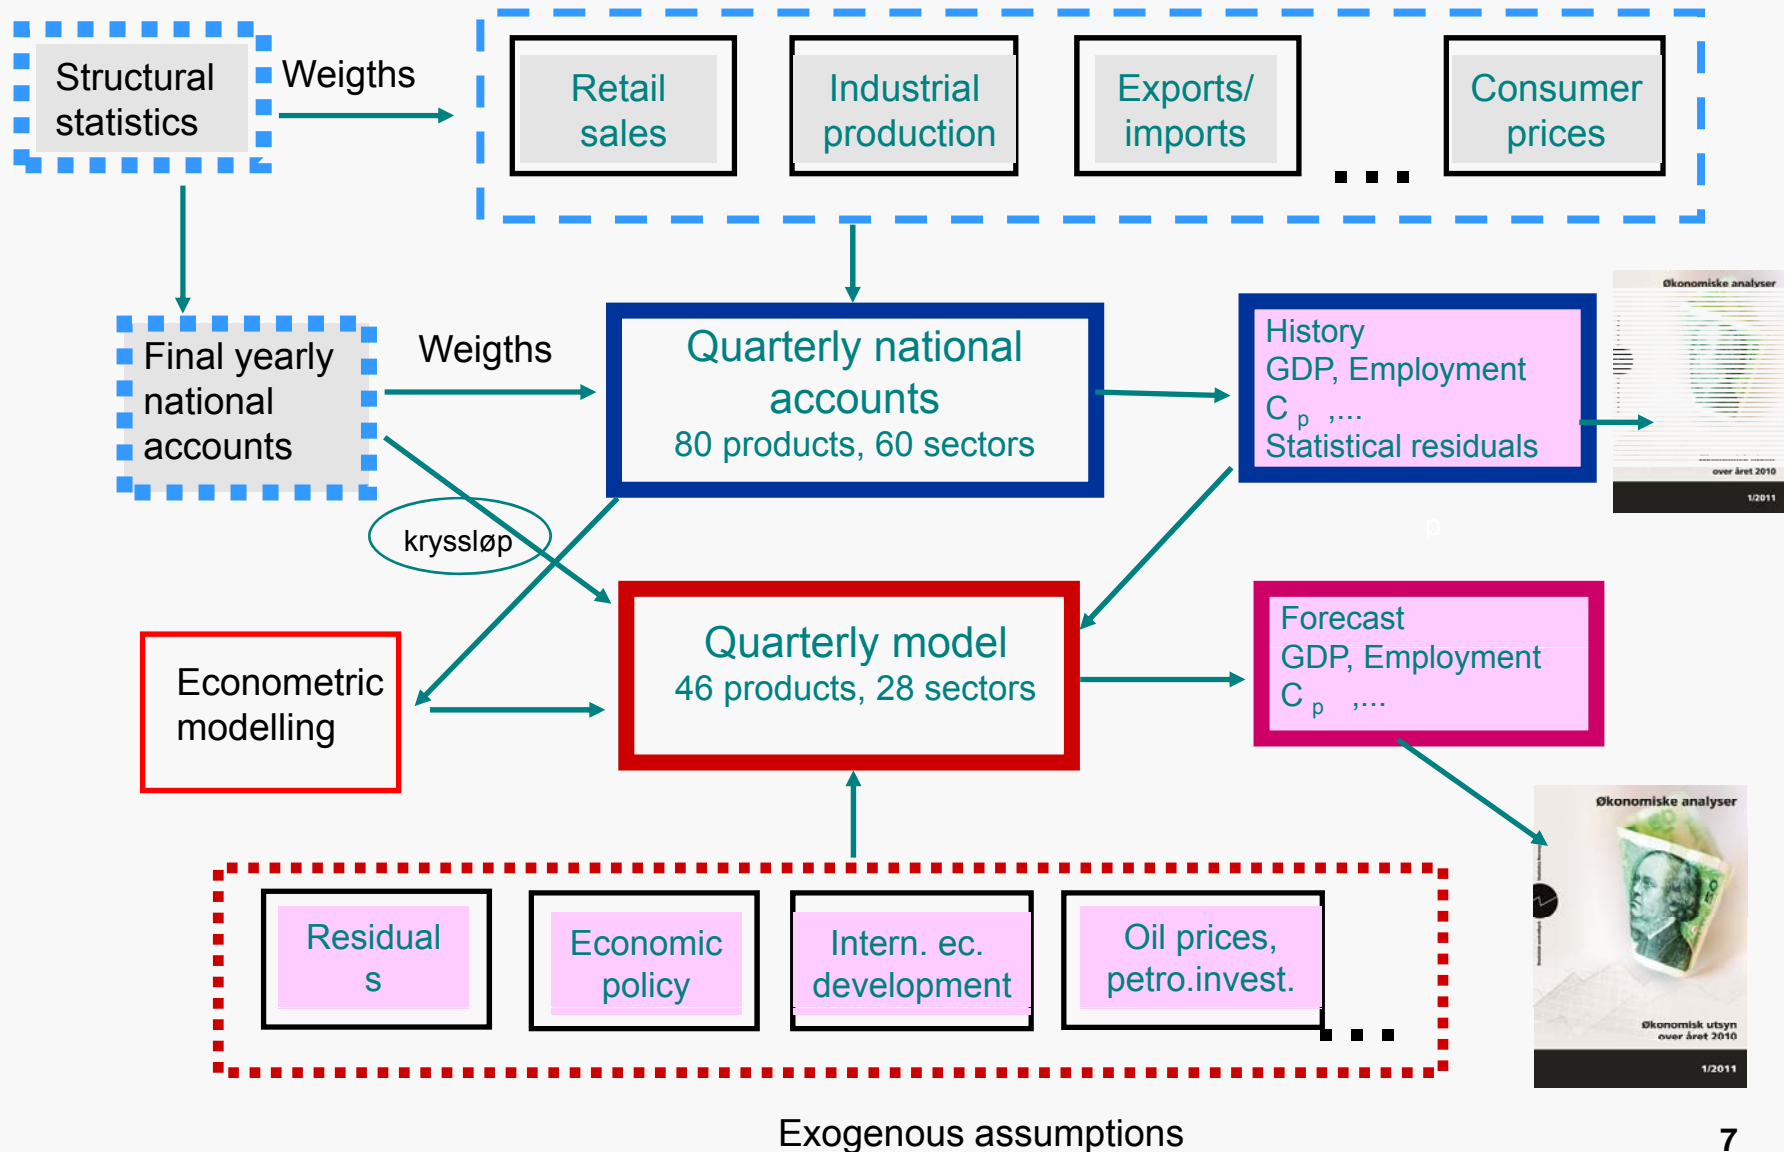 Structural
statistics
Weigths
Retail
sales
Industrial
production
Exports/
imports
...
Consumer
prices
Final yearly
national
accounts
Weigths
Quarterly national
accounts
80 products, 60 sectors
History
GDP, Employment
C p ,...
Statistical residuals
Økonomiske analyser
over året 2010
1/2011
p
kryssløp
Econometric
modelling
Quarterly model
46 products, 28 sectors
Forecast
GDP, Employment
C p ,...
Økonomiske analyser
Økonomisk utsyn
over året 2010
1/2011
Residual
s
Economic
policy
Intern. ec.
development
Oil prices,
petro.invest.
...
Exogenous assumptions
7